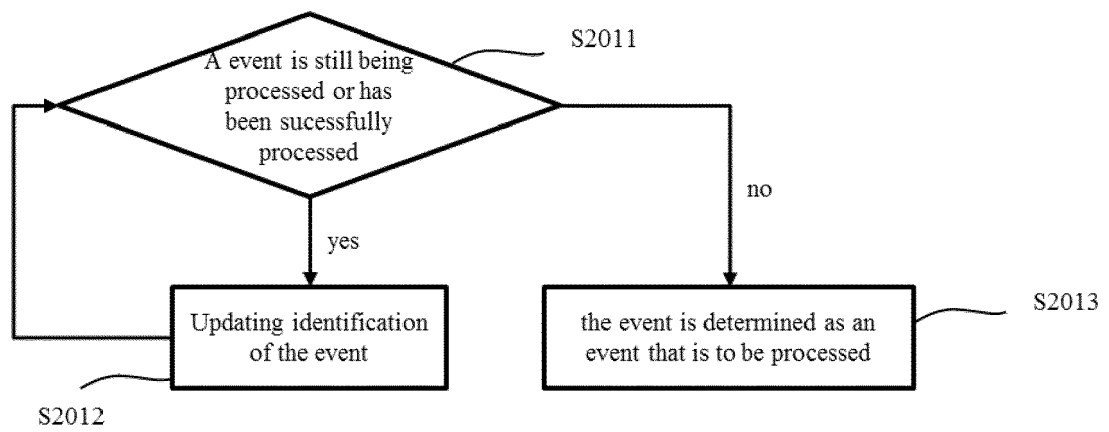 S2011
A event is still being
processed or has
been sucessfully
processed
no
yes
S2013
Updating identification
of the event
the event is determined as an
event that is to be processed
S2012